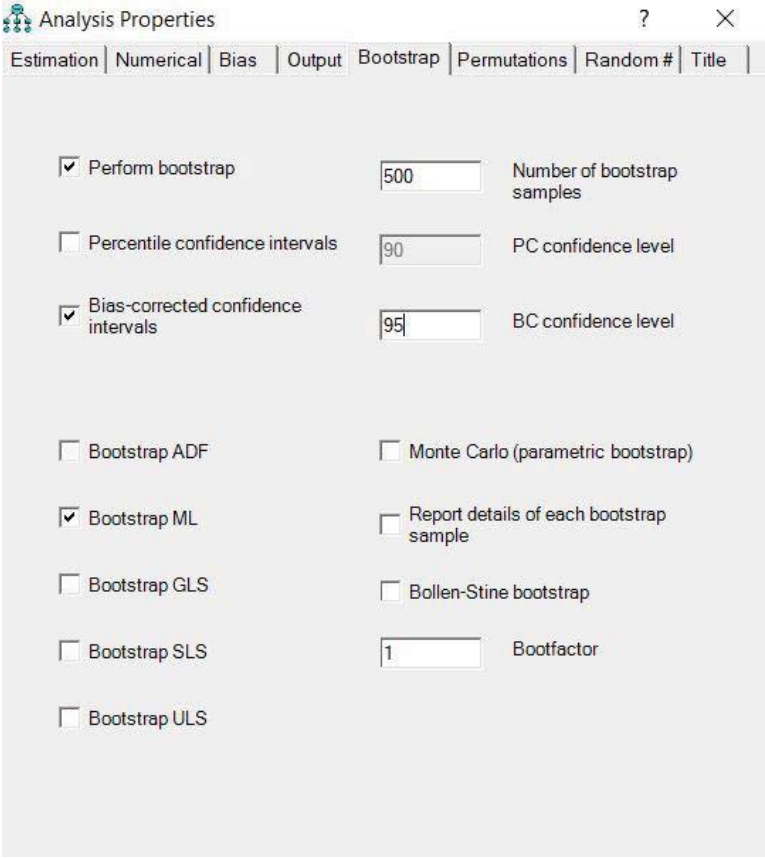 Analysis Properties
? ×
Estimation Numerical Bias Output Bootstrap Permutations Random # Title
Perform bootstrap
500
Number of bootstrap
samples
Percentile confidence intervals
90
PC confidence level
Bias-corrected confidence
intervals
95
BC confidence level
Bootstrap ADF
Monte Carlo (parametric bootstrap)
Bootstrap ML
Report details of each bootstrap
sample
Bootstrap GLS
Bollen-Stine bootstrap
Bootstrap SLS
1
Bootfactor
Bootstrap ULS